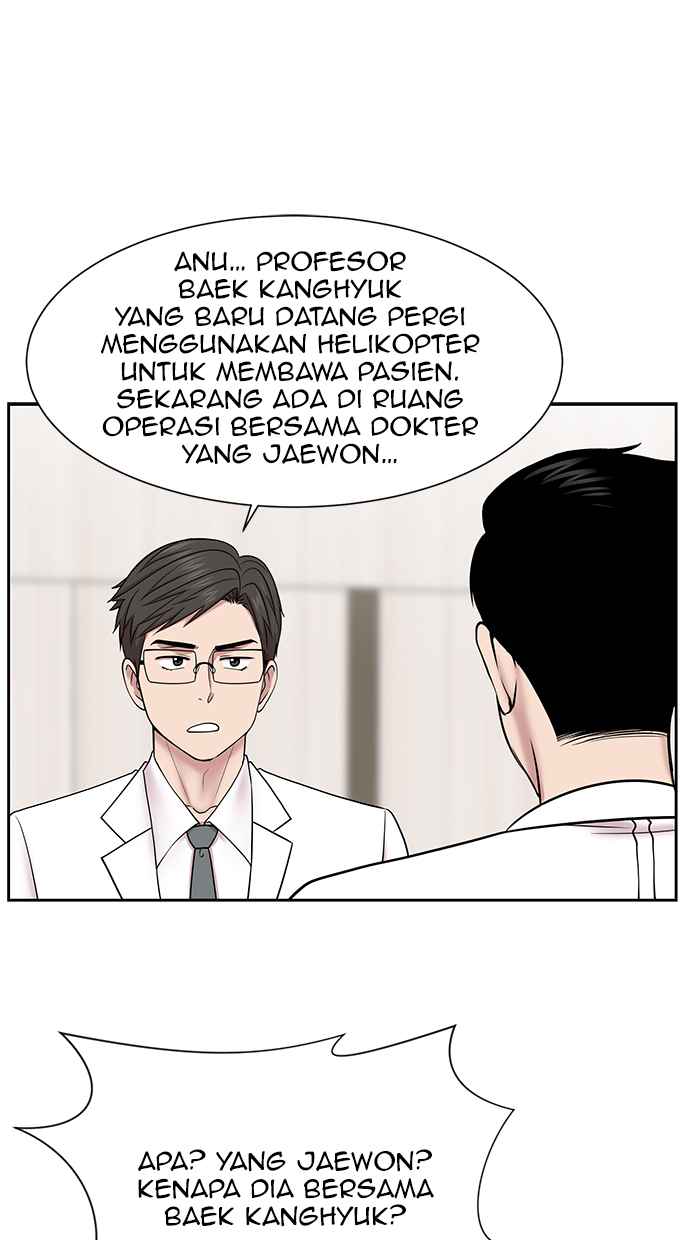 ANU... PROFESOR
BAEK KANGHYUK
YANG BARU DATANG PERGI
MENGGUNAKAN HELIKOPTER
UNTUK MEMBAWA PASIEN.
SEKARANG ADA DI RUANG
OPERASI BERSAMA DOKTER
YANG JAEWON...
APA? YANG JAEWON?
KENAPA DIA BERSAMA
BAEK KANGHYUK?